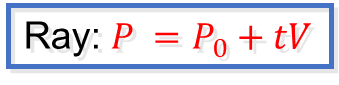 Ray: P = P₀ + tV